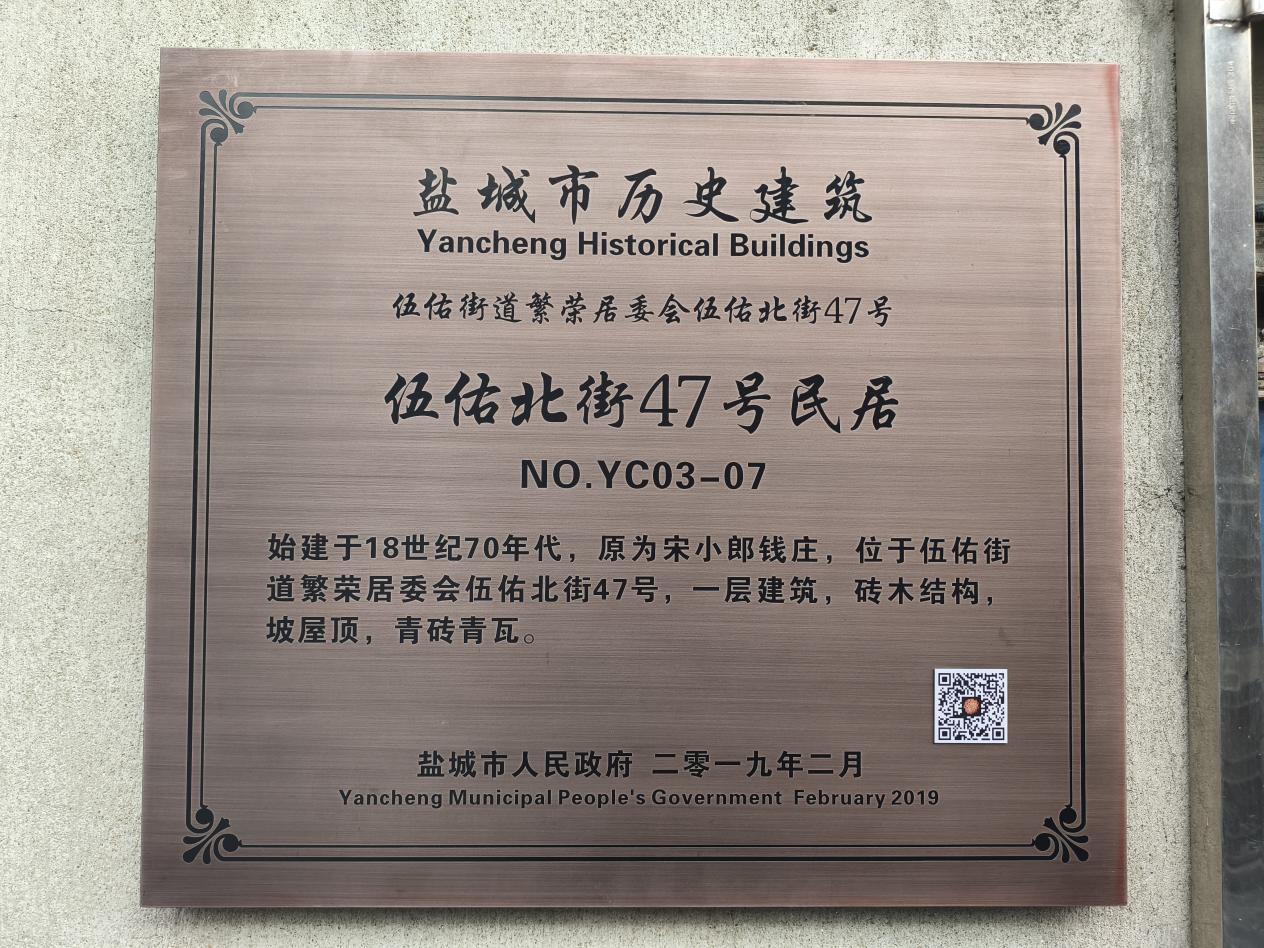 盐城市历史建筑
Yancheng Historical Buildings
伍佑街道繁荣居委会伍佑北街47号
伍佑北街47号民居
NO.YC03-07
始建于18世纪70年代，原为宋小郎钱庄，位于伍佑街
道繁荣居委会伍佑北街47号，一层建筑，砖木结构，
坡屋顶，青砖青瓦。
盐城市人民政府 二零一九年二月
Yancheng Municipal People's Government February 2019